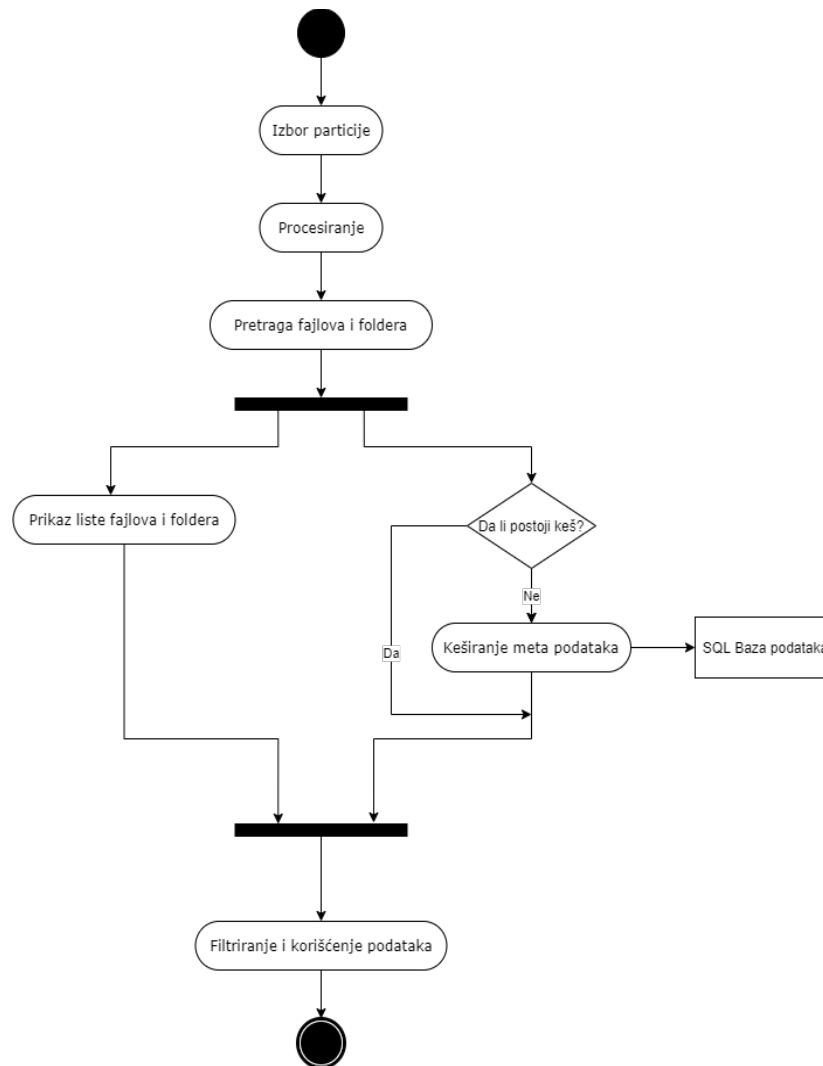 Izbor particije
Procesiranje
Pretraga fajlova i foldera
Prikaz liste fajlova i foldera
Da li postoji keš?
Ne
Da
Keširanje meta podataka
SQL Baza podataka
Filtriranje i korišćenje podataka